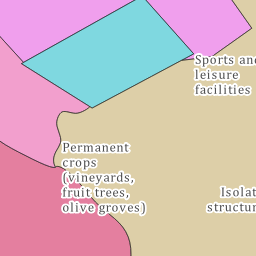 Sports and
leisure
facilities
Permanent
crops
(vineyards,
fruit trees,
olive groves)